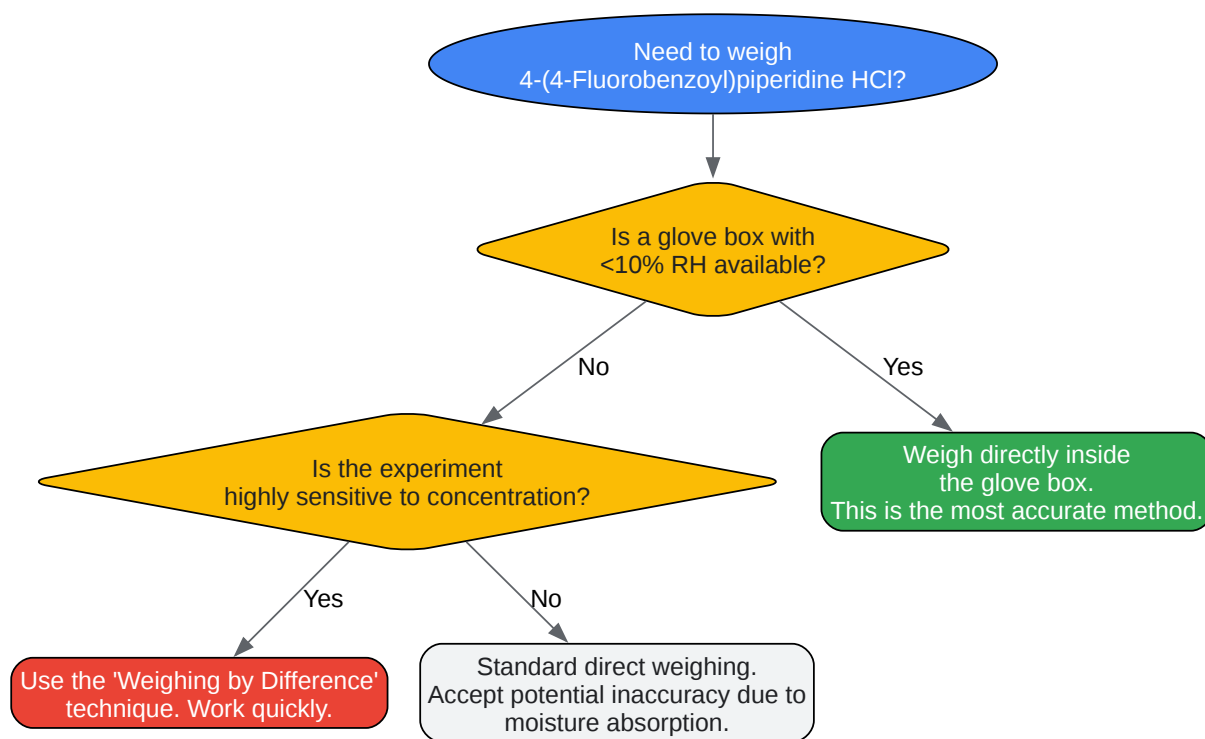 Need to weigh
4-(4-Fluorobenzoyl)piperidine HCl?
Is a glove box with
<10% RH available?
No
Yes
Is the experiment
highly sensitive to concentration?
Weigh directly inside
the glove box.
This is the most accurate method.
Yes
No
Use the 'Weighing by Difference'
technique. Work quickly.
Standard direct weighing.
Accept potential inaccuracy due to
moisture absorption.